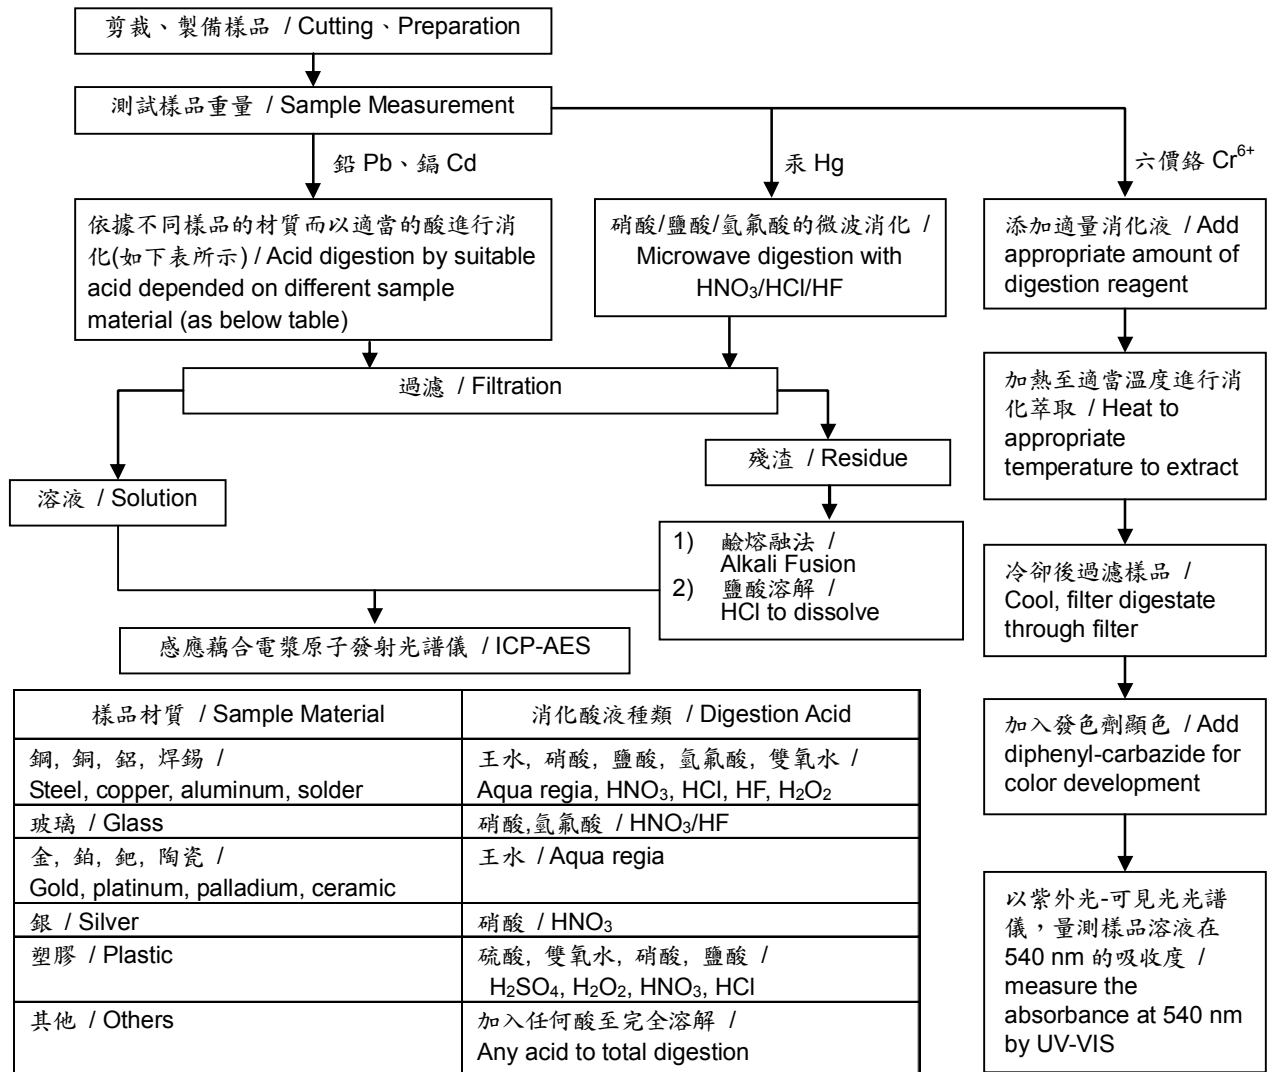 剪裁、製備樣品 / Cutting、Preparation
測試樣品重量 / Sample Measurement
鉛 Pb、鎘 Cd
汞 Hg
六價鉻 Cr⁶⁺
依據不同樣品的材質而以適當的酸進行消
化(如下表所示) / Acid digestion by suitable
acid depended on different sample
material (as below table)
硝酸/鹽酸/氫氟酸的微波消化 /
Microwave digestion with
HNO₃/HCl/HF
添加適量消化液 / Add
appropriate amount of
digestion reagent
過濾 / Filtration
加熱至適當溫度進行消
化萃取 / Heat to
appropriate
temperature to extract
殘渣 / Residue
溶液 / Solution
1) 鹼熔融法 /
Alkali Fusion
2) 鹽酸溶解 /
HCl to dissolve
冷卻後過濾樣品 /
Cool, filter digestate
through filter
感應藕合電漿原子發射光譜儀 / ICP-AES
加入發色劑顯色 / Add
diphenyl-carbazide for
color development
以紫外光-可見光光譜
儀，量測樣品溶液在
540 nm 的吸收度 /
measure the
absorbance at 540 nm
by UV-VIS
樣品材質 / Sample Material
消化酸液種類 / Digestion Acid
鋼, 銅, 鋁, 焊錫 /
Steel, copper, aluminum, solder
王水, 硝酸, 鹽酸, 氫氟酸, 雙氧水 /
Aqua regia, HNO₃, HCl, HF, H₂O₂
玻璃 / Glass
硝酸,氫氟酸 / HNO₃/HF
金, 鉑, 鈀, 陶瓷 /
Gold, platinum, palladium, ceramic
王水 / Aqua regia
銀 / Silver
硝酸 / HNO₃
塑膠 / Plastic
硫酸, 雙氧水, 硝酸, 鹽酸 /
H₂SO₄, H₂O₂, HNO₃, HCl
其他 / Others
加入任何酸至完全溶解 /
Any acid to total digestion